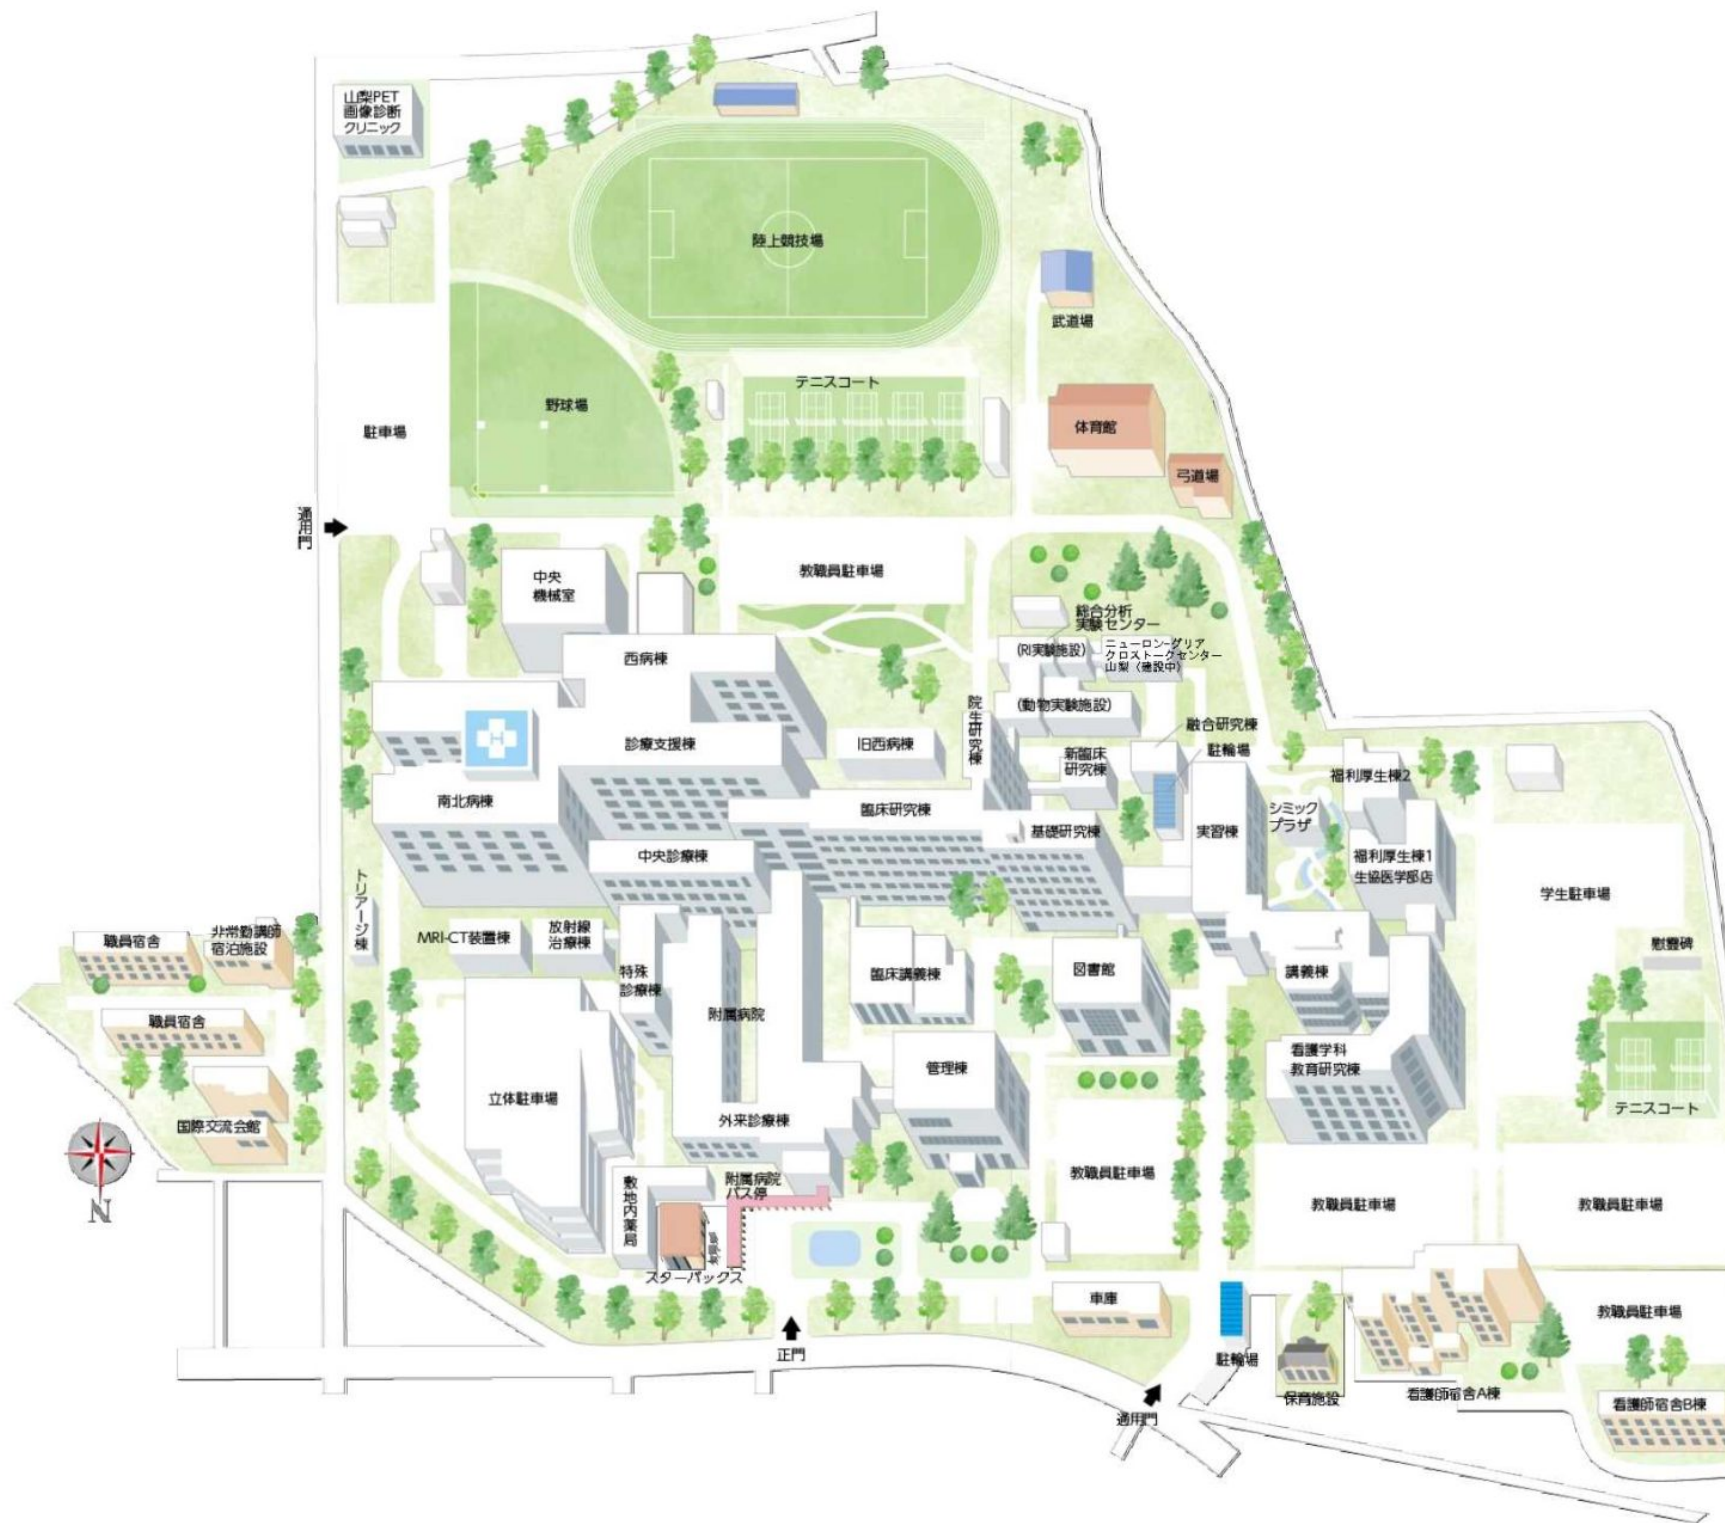 山梨PET
画像診断
クリニック
陸上競技場
武道場
テニスコート
野球場
駐車場
体育館
弓道場
通用門
中央
機械室
教職員駐車場
総合分析
実験センター
(RI実験施設)
ニューロン-グリア
クロストークセンター
山梨(建設中)
西病棟
(動物実験施設)
院生研究棟
融合研究棟
駐輪場
診療支援棟
旧西病棟
新臨床
研究棟
H
福利厚生棟2
南北病棟
臨床研究棟
基礎研究棟
実習棟
シミック
プラザ
中央診療棟
福利厚生棟1
生協医学部店
学生駐車場
トリアージ棟
職員宿舎
非常勤講師
宿泊施設
MRI-CT装置棟
放射線
治療棟
特殊
診療棟
臨床講義棟
図書館
講義棟
慰霊碑
職員宿舎
附属病院
看護学科
教育研究棟
立体駐車場
管理棟
国際交流会館
外来診療棟
テニスコート
N
敷地内薬局
附属病院
バス停
教職員駐車場
教職員駐車場
教職員駐車場
スターバックス
車庫
教職員駐車場
正門
駐輪場
保育施設
看護師宿舎A棟
看護師宿舎B棟
通用門